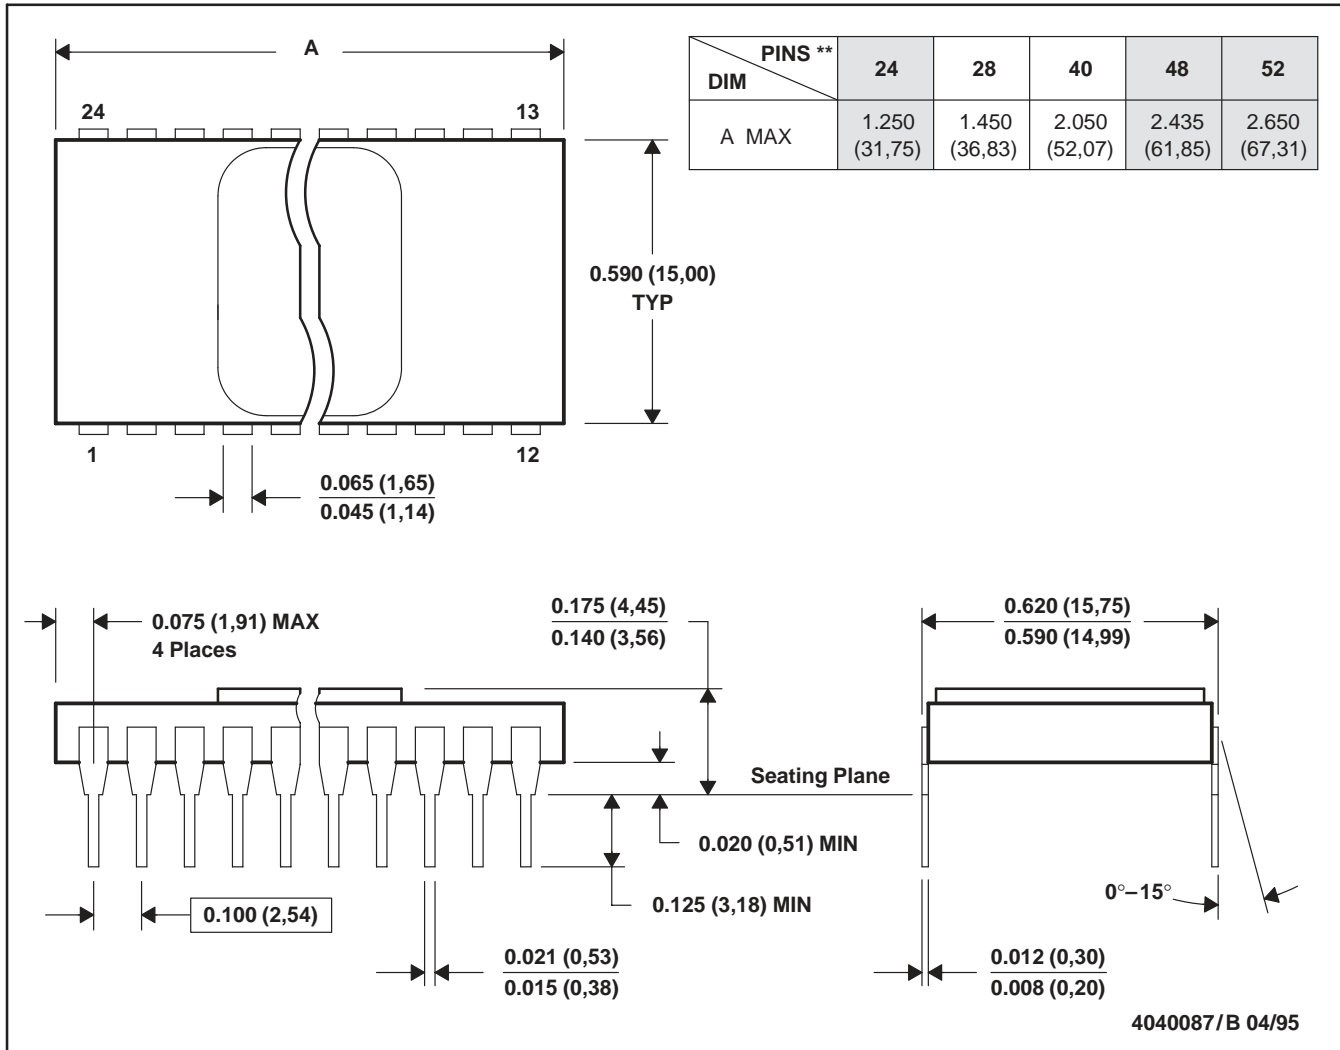 A
PINS **
DIM
24
28
40
48
52
A MAX
1.250
(31,75)
1.450
(36,83)
2.050
(52,07)
2.435
(61,85)
2.650
(67,31)
24
13
0.590 (15,00)
TYP
1
12
0.065 (1,65)
0.045 (1,14)
0.075 (1,91) MAX
4 Places
0.175 (4,45)
0.140 (3,56)
0.620 (15,75)
0.590 (14,99)
Seating Plane
0.020 (0,51) MIN
0.125 (3,18) MIN
0°–15°
0.100 (2,54)
0.021 (0,53)
0.015 (0,38)
0.012 (0,30)
0.008 (0,20)
4040087/B 04/95